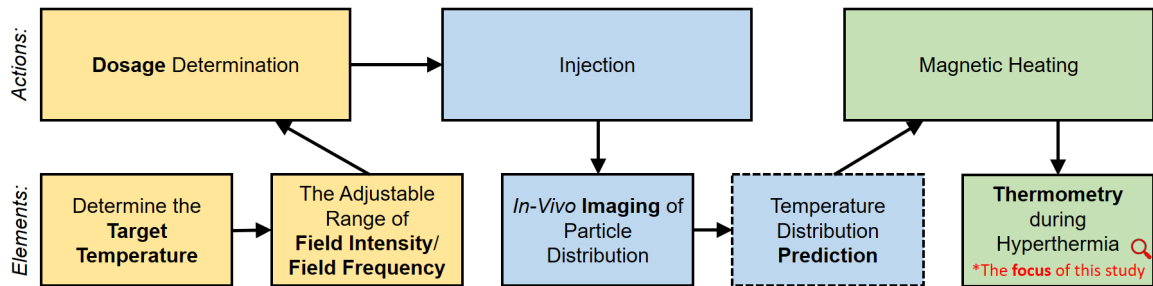 Actions:
Dosage Determination
Injection
Magnetic Heating
Elements:
Determine the
Target
Temperature
The Adjustable
Range of
Field Intensity/
Field Frequency
In-Vivo Imaging of
Particle
Distribution
Temperature
Distribution
Prediction
Thermometry
during
Hyperthermia
*The focus of this study